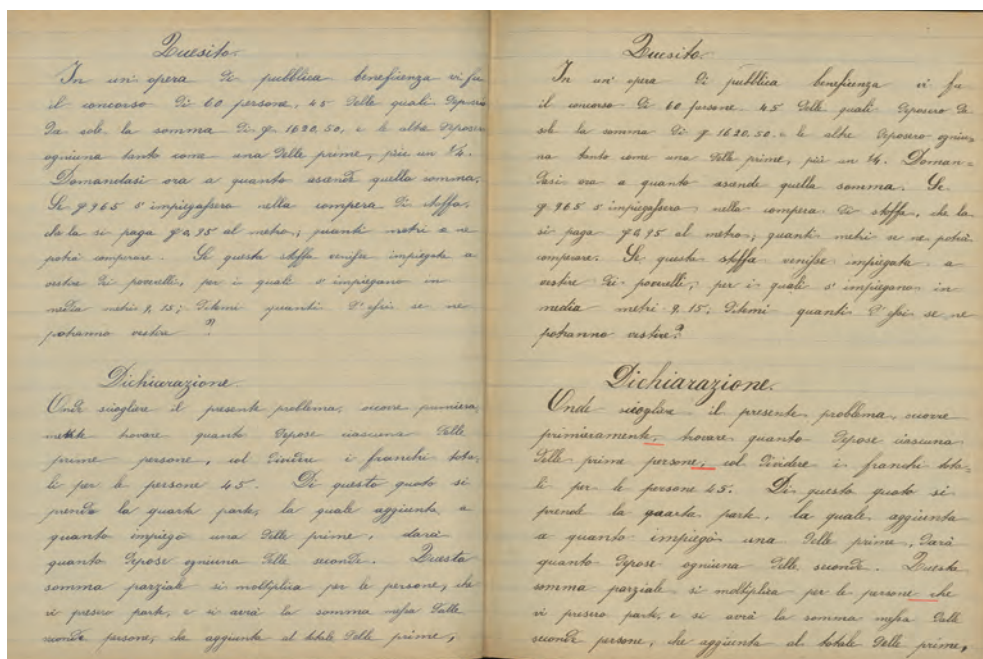 Quesito.
In un' opera di pubblica beneficenza vi fu
il concorso di 60 persone, 45 delle quali deposero
da sole la somma di fr. 1620.50, e le altre deposero
ogniuna tanto come una delle prime, più un ¼.
Domandasi ora a quanto ascende quella somma.
Se fr 965 s' impiegassero nella compera di stoffa,
che la si paga fr 0,95 al metro; quanti metri se ne
potrà comperare. Se questa stoffa venisse impiegata a
vestire dei poverelli, per i quali s' impiegano in
media metri 9,15; Ditemi quanti d' essi se ne
potranno vestire ?
Dichiarazione.
Onde sciogliere il presente problema, occorre primiera,
mente trovare quanto depose ciascuna delle
prime persone, col dividere i franchi tota,
li per le persone 45. Di questo quoto si
prende la quarta parte, la quale aggiunta a
quanto impiegò una delle prime, darà
quanto depose ogniuna delle seconde. Questa
somma parziale si moltiplica per le persone, che
vi presero parte, e si avrà la somma messa dalle
seconde persone, che aggiunta al totale delle prime,
Quesito.
In un' opera di pubblica beneficenza vi fu
il concorso di 60 persone 45 delle quali deposero da
sole la somma di fr 1620.50. e le altre deposero ogniu,
na tanto come una delle prime, più un ¼. Doman=
dasi ora a quanto ascende quella somma. Se
fr 965 s' impiegassero nella compera di stoffa, che la
si paga fr 0,95 al metro; quanti metri se ne potrà
comperare. Se questa stoffa venisse impiegata a
vestire dei poverelli; per i quali s' impiegano in
media metri 9.15; Ditemi quanti d' essi se ne
potranno vestire?
Dichiarazione.
Onde sciogliere il presente problema, occorre
primieramente, trovare quanto depose ciascuna
delle prime persone, col dividere i franchi tota=
li per le persone 45. Di questo quoto si
prende la quarta parte, la quale, aggiunta
a quanto impiegò una delle prime, darà
quanto depose ogniuna delle, seconde. Questa
somma parziale si moltiplica per le persone che
vi presero parte, e si avrà la somma messa dalle
seconde persone, che aggiunta al totale delle prime,